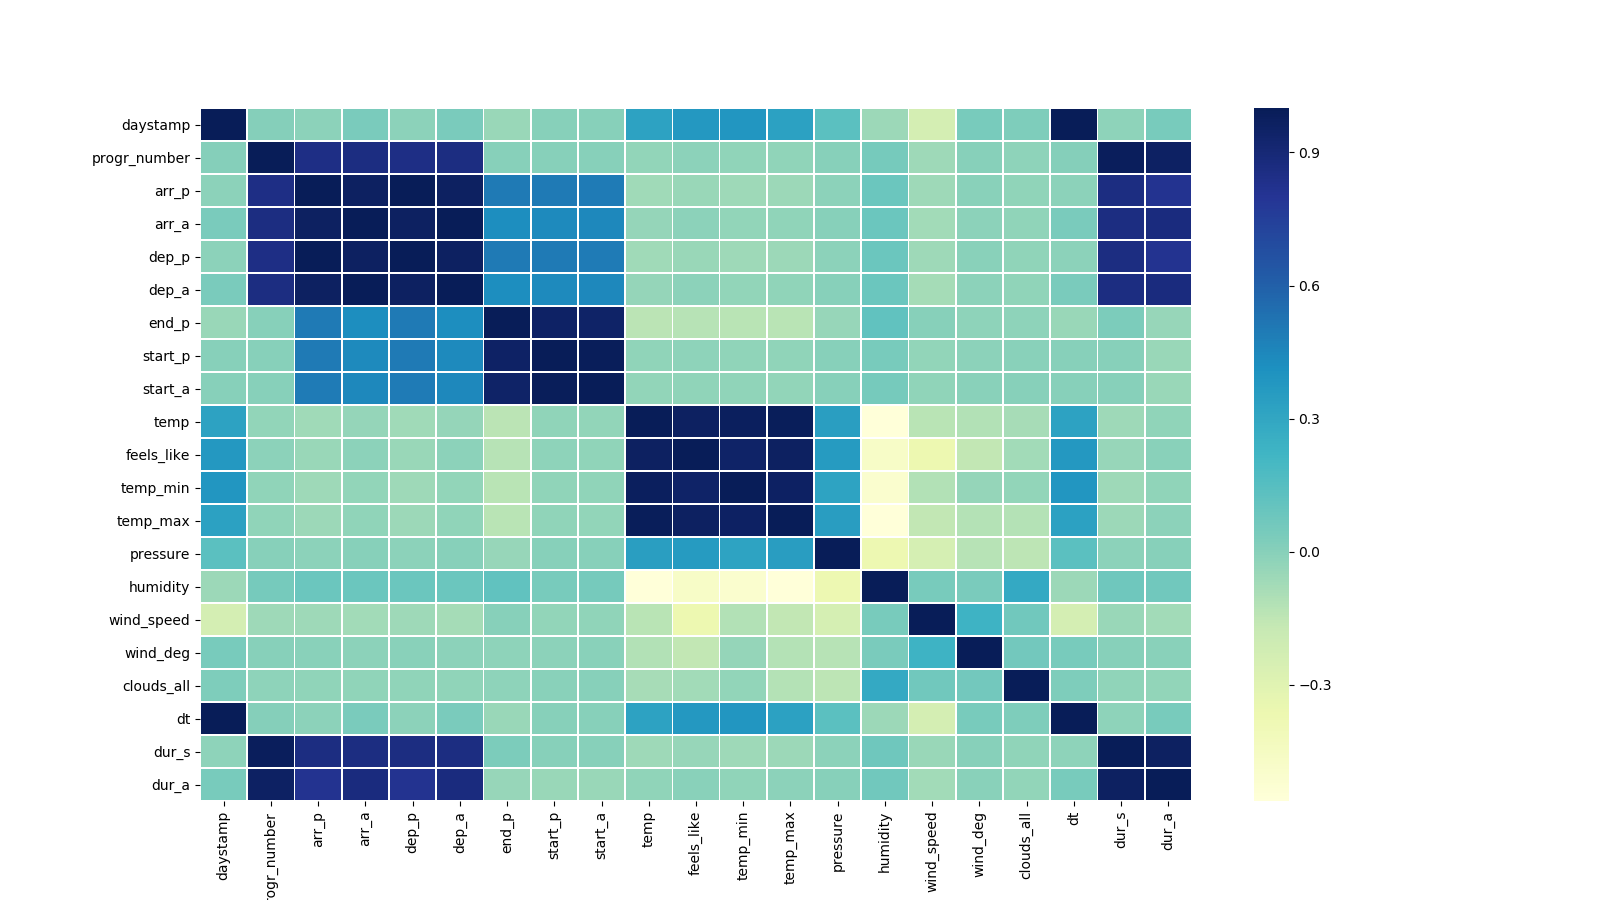 daystamp
progr_number
arr_p
arr_a
dep_p
dep_a
end_p
start_p
start_a
temp
feels_like
temp_min
temp_max
pressure
humidity
wind_speed
wind_deg
clouds_all
dt
dur_s
dur_a
daystamp
rogr_number
arr_p
arr_a
dep_p
dep_a
end_p
start_p
start_a
temp
feels_like
temp_min
temp_max
pressure
humidity
wind_speed
wind_deg
clouds_all
dt
dur_s
dur_a
0.9
0.6
0.3
0.0
−0.3